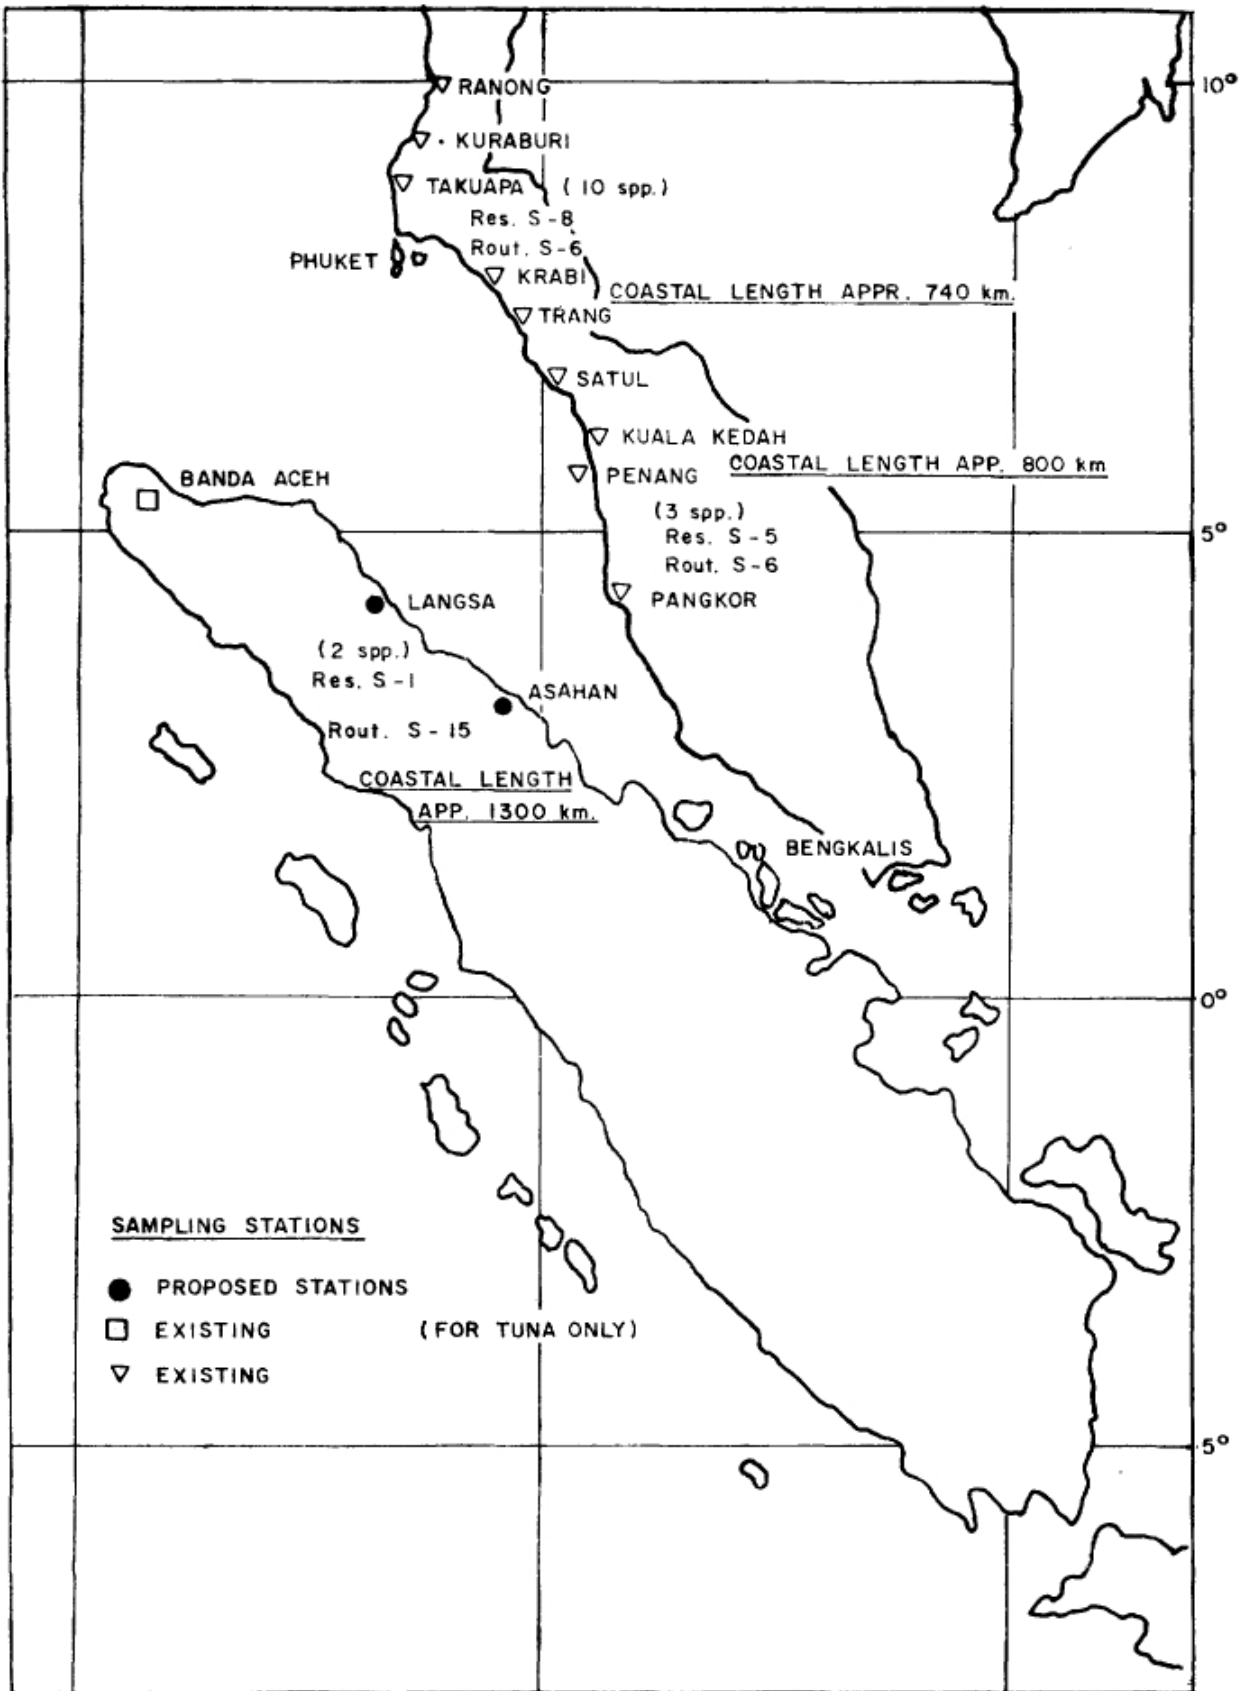 RANONG
10°
KURABURI
TAKUAPA (10 spp.)
Res. S-8
Rout. S-6
PHUKET
KRABI
COASTAL LENGTH APPR. 740 km.
TRANG
SATUL
KUALA KEDAH
COASTAL LENGTH APP. 800 km
PENANG
BANDA ACEH
(3 spp.)
Res. S-5
5°
Rout. S-6
PANGKOR
LANGSA
(2 spp.)
Res. S-1
ASAHAN
Rout. S-15
COASTAL LENGTH
APP. 1300 km.
BENGKALIS
0°
SAMPLING STATIONS
PROPOSED STATIONS
EXISTING (FOR TUNA ONLY)
EXISTING
5°